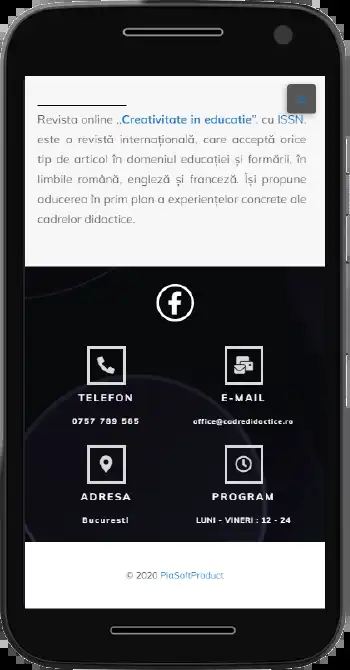 Revista online ,,Creativitate in educatie”, cu ISSN,
este o revistă internațională, care acceptă orice
tip de articol în domeniul educației și formării, în
limbile română, engleză și franceză. Își propune
aducerea în prim plan a experiențelor concrete ale
cadrelor didactice.
TELEFON
0757 789 585
E-MAIL
office@cadredidactice.ro
ADRESA
Bucuresti
PROGRAM
LUNI - VINERI : 12 - 24
© 2020 PiaSoftProduct